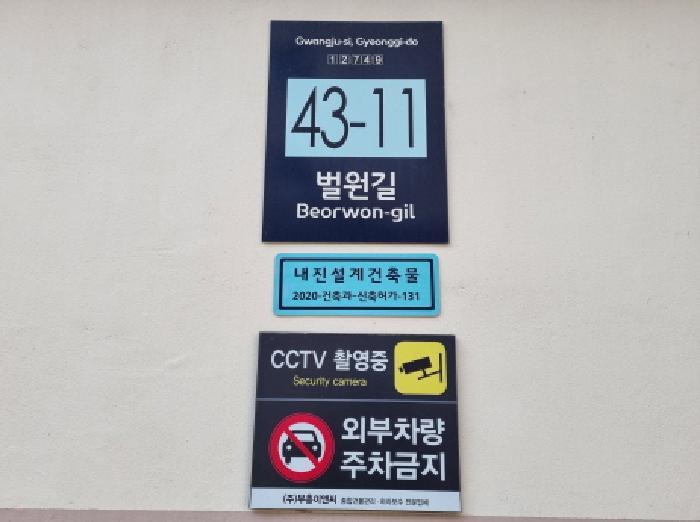 Gwangju-si, Gyeonggi-do
12749
43-11
벌원길
Beorwon-gil
내진설계건축물
2020-건축과-신축허가-131
CCTV 촬영중
Security camera
외부차량
주차금지
(주)부흥이앤씨